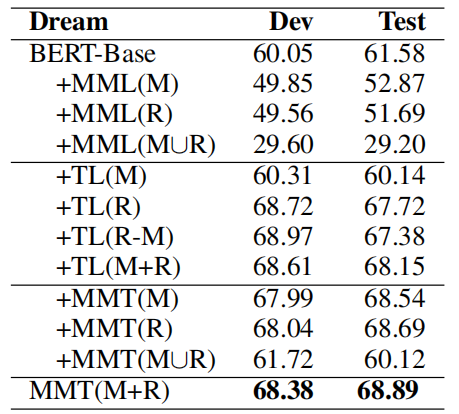 Dream Dev Test
BERT-Base 60.05 61.58
+MML(M) 49.85 52.87
+MML(R) 49.56 51.69
+MML(M∪R) 29.60 29.20
+TL(M) 60.31 60.14
+TL(R) 68.72 67.72
+TL(R-M) 68.97 67.38
+TL(M+R) 68.61 68.15
+MMT(M) 67.99 68.54
+MMT(R) 68.04 68.69
+MMT(M∪R) 61.72 60.12
MMT(M+R) 68.38 68.89